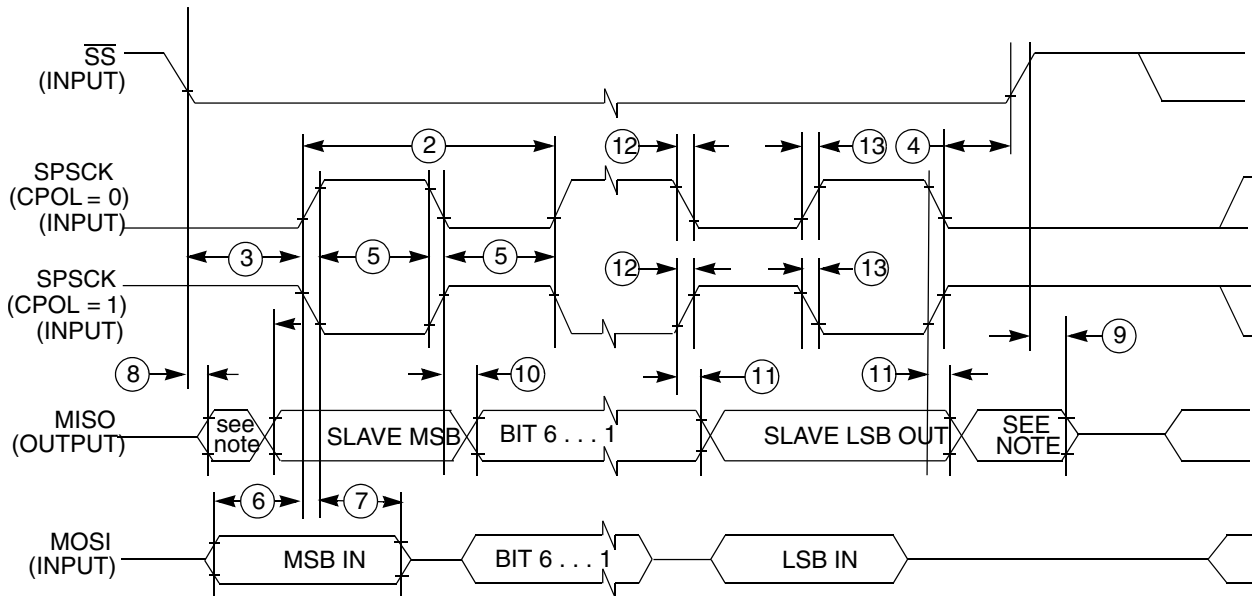 SS
(INPUT)
2
12
13
4
SPSCK
(CPOL = 0)
(INPUT)
3
5
5
SPSCK
(CPOL = 1)
(INPUT)
12
13
9
8
10
11
11
MISO
(OUTPUT)
see
note
SLAVE MSB
BIT 6 . . . 1
SLAVE LSB OUT
SEE
NOTE
6
7
MOSI
(INPUT)
MSB IN
BIT 6 . . . 1
LSB IN